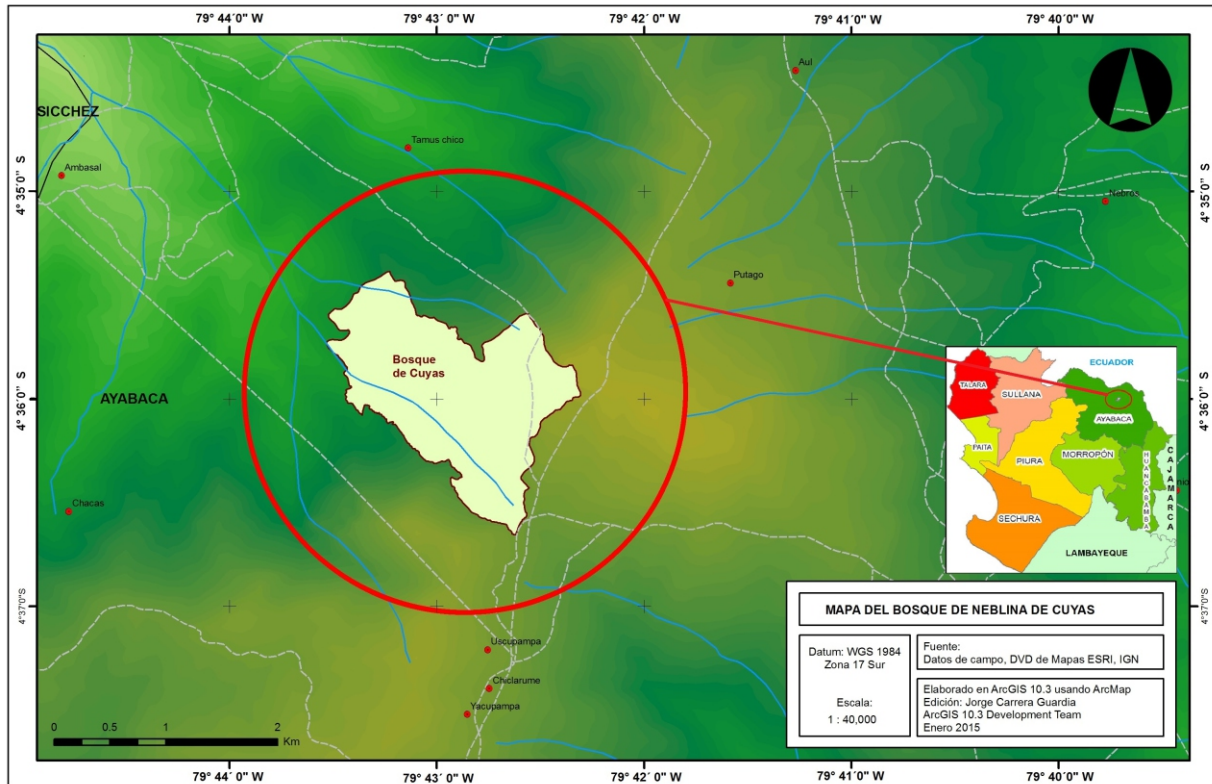 79° 44´0´´ W
79° 43´0´´ W
79° 42´0´´ W
79° 41´0´´ W
79° 40´0´´ W
Aul
SICCHEZ
Tamus chico
Ambasal
4° 35´0´´ S
4° 35´0´´ S
Nebros
Putago
Bosque
de Cuyas
ECUADOR
TALARA
SULLANA
AYABACA
4° 36´0´´ S
4° 36´0´´ S
AYABACA
PAITA
PIURA
MORROPÓN
HUANCABAMBA
CAJAMARCA
Chacas
SECHURA
LAMBAYEQUE
4°37'0"S
4°37'0"S
MAPA DEL BOSQUE DE NEBLINA DE CUYAS
Uscupampa
Datum: WGS 1984
Zona 17 Sur
Fuente:
Datos de campo, DVD de Mapas ESRI, IGN
Chiclarume
Yacupampa
Escala:
1 : 40,000
Elaborado en ArcGIS 10.3 usando ArcMap
Edición: Jorge Carrera Guardia
ArcGIS 10.3 Development Team
Enero 2015
0 0.5 1 2
Km
79° 44´0´´ W
79° 43´0´´ W
79° 42´0´´ W
79° 41´0´´ W
79° 40´0´´ W